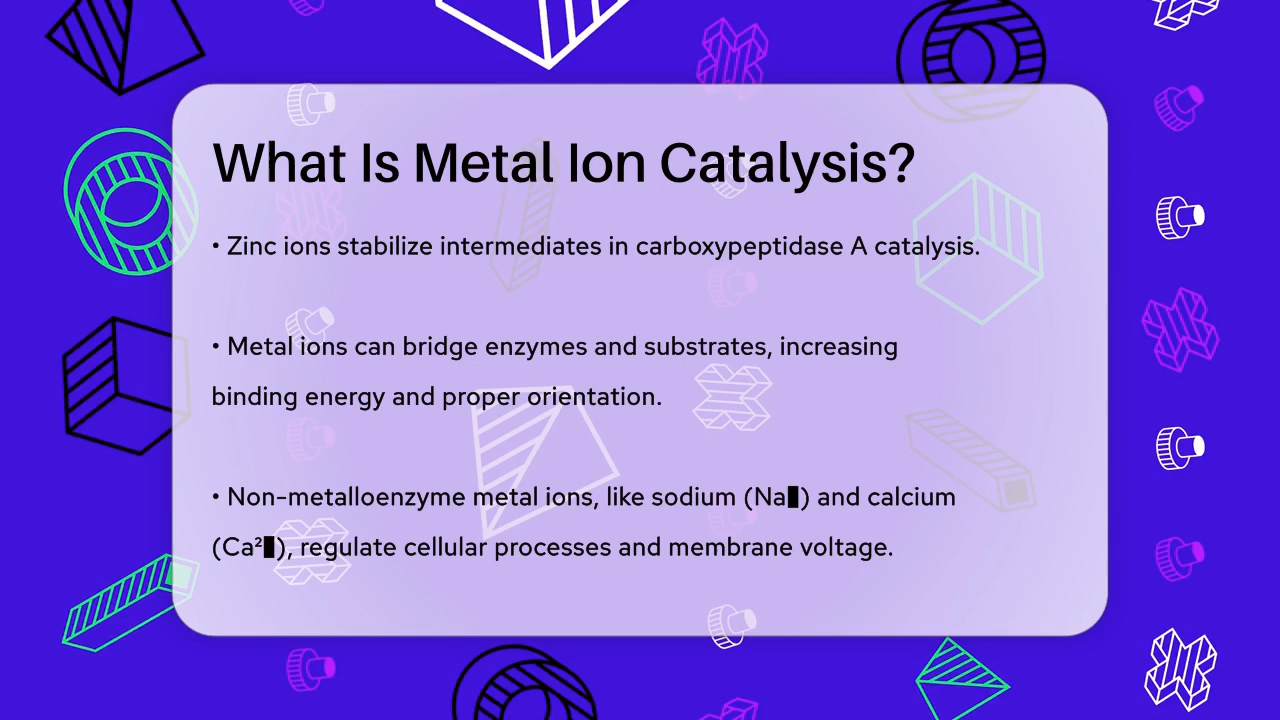 What Is Metal Ion Catalysis?
• Zinc ions stabilize intermediates in carboxypeptidase A catalysis.
• Metal ions can bridge enzymes and substrates, increasing
binding energy and proper orientation.
• Non-metalloenzyme metal ions, like sodium (Na▮) and calcium
(Ca²▮), regulate cellular processes and membrane voltage.